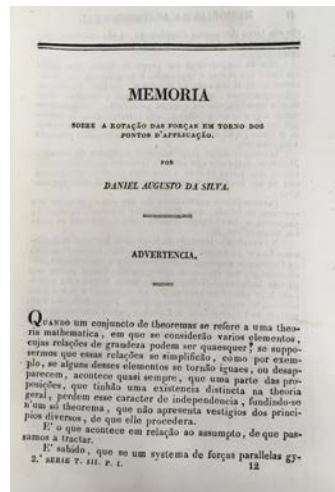 MEMORIA
SOBRE A ROTAÇÃO DAS FORÇAS EM TORNO DOS
PONTOS D'APPLICAÇÃO.
POR
DANIEL AUGUSTO DA SILVA.
ADVERTENCIA.
QUANDO um conjuncto de theoremas se refere a uma theo-
ria mathematica, em que se considerão varios elementos,
cujas relações de grandeza podem ser quaesquer; se suppo-
sermos que essas relações se simplificão, como por exem-
plo, se alguns desses elementos se tornão iguaes, ou desap-
parecem, acontece quasi sempre, que uma parte das pro-
posições, que tinhão uma existencia distincta na theoria
geral, perdem esse caracter de independencia, fundindo-se
n'um só theorema, que não apresenta vestigios dos princi-
pios diversos, de que elle procedera.
E' o que acontece em relação ao assumpto, de que pas-
samos a tractar.
E' sabido, que se um systema de forças parallelas gy-
2.ª SERIE T. III. P. I. 12